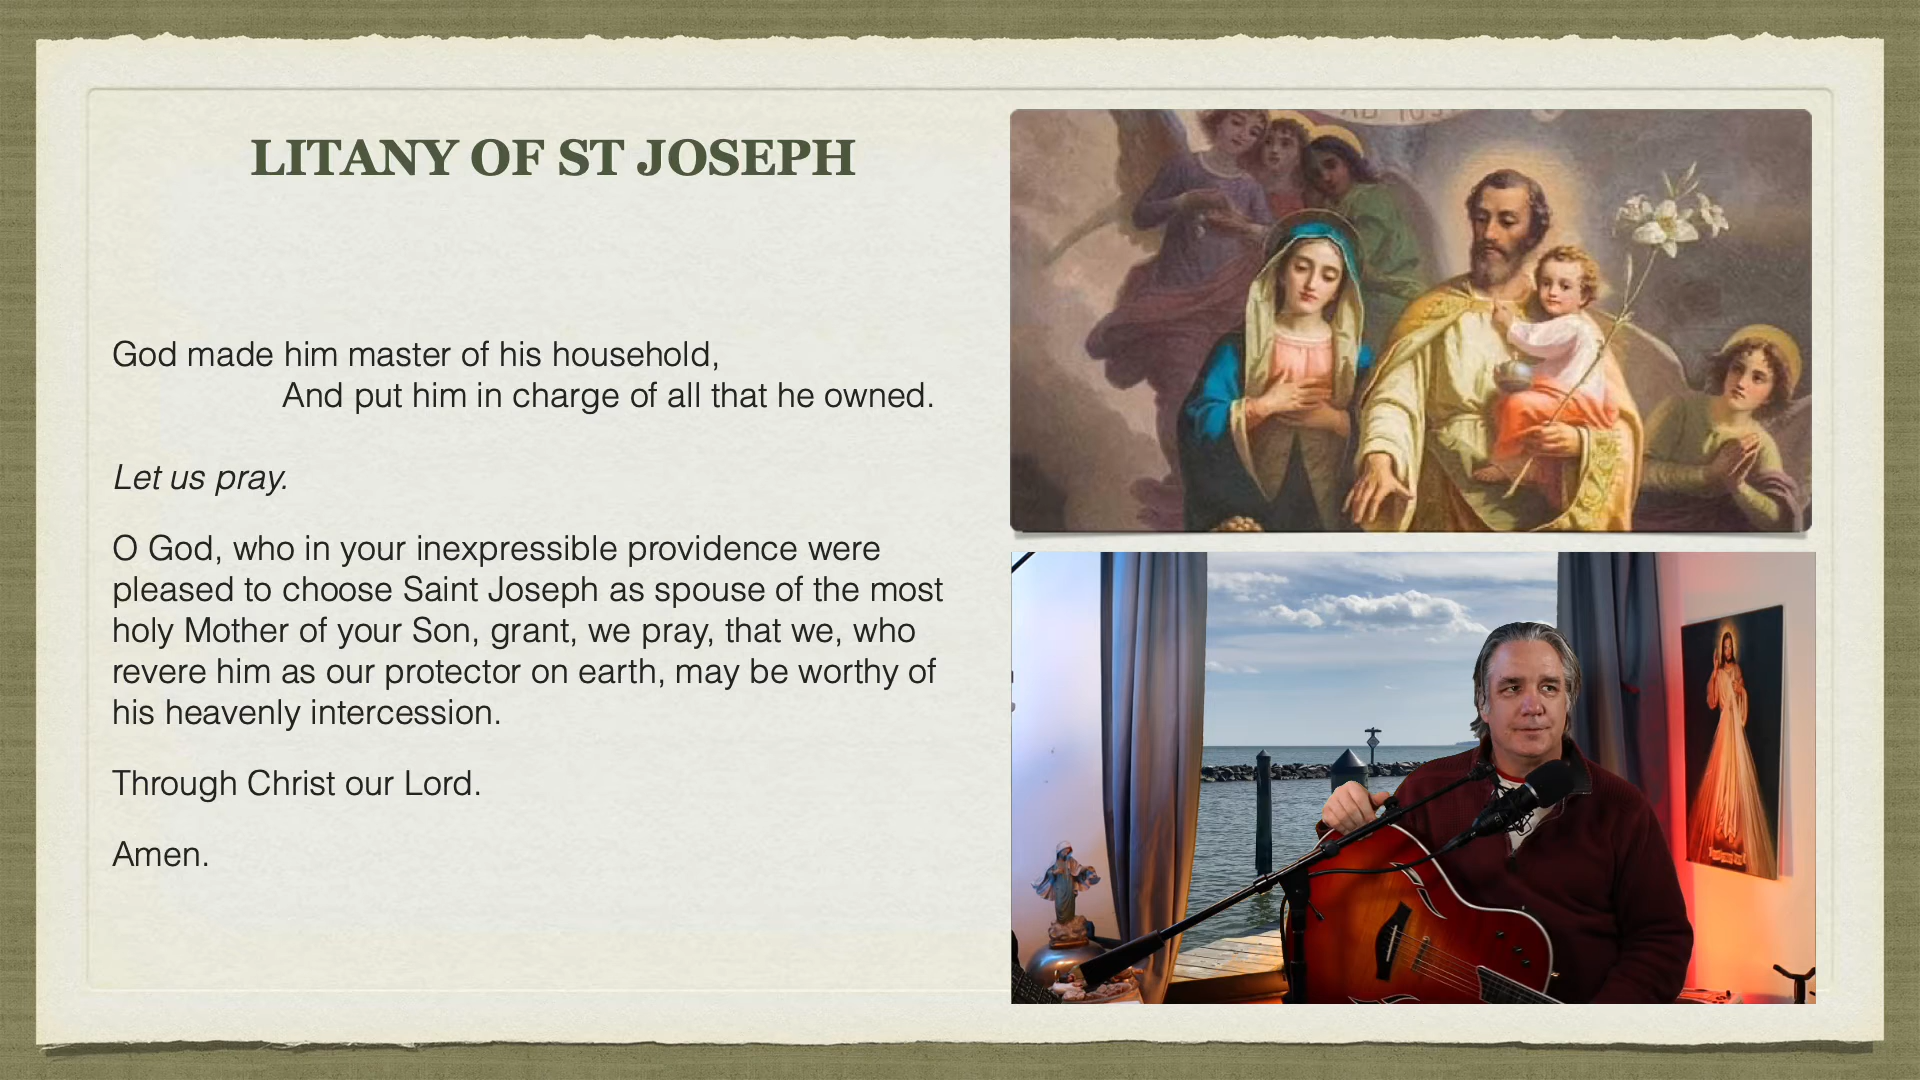 LITANY OF ST JOSEPH
God made him master of his household,
And put him in charge of all that he owned.
Let us pray.
O God, who in your inexpressible providence were
pleased to choose Saint Joseph as spouse of the most
holy Mother of your Son, grant, we pray, that we, who
revere him as our protector on earth, may be worthy of
his heavenly intercession.
Through Christ our Lord.
Amen.